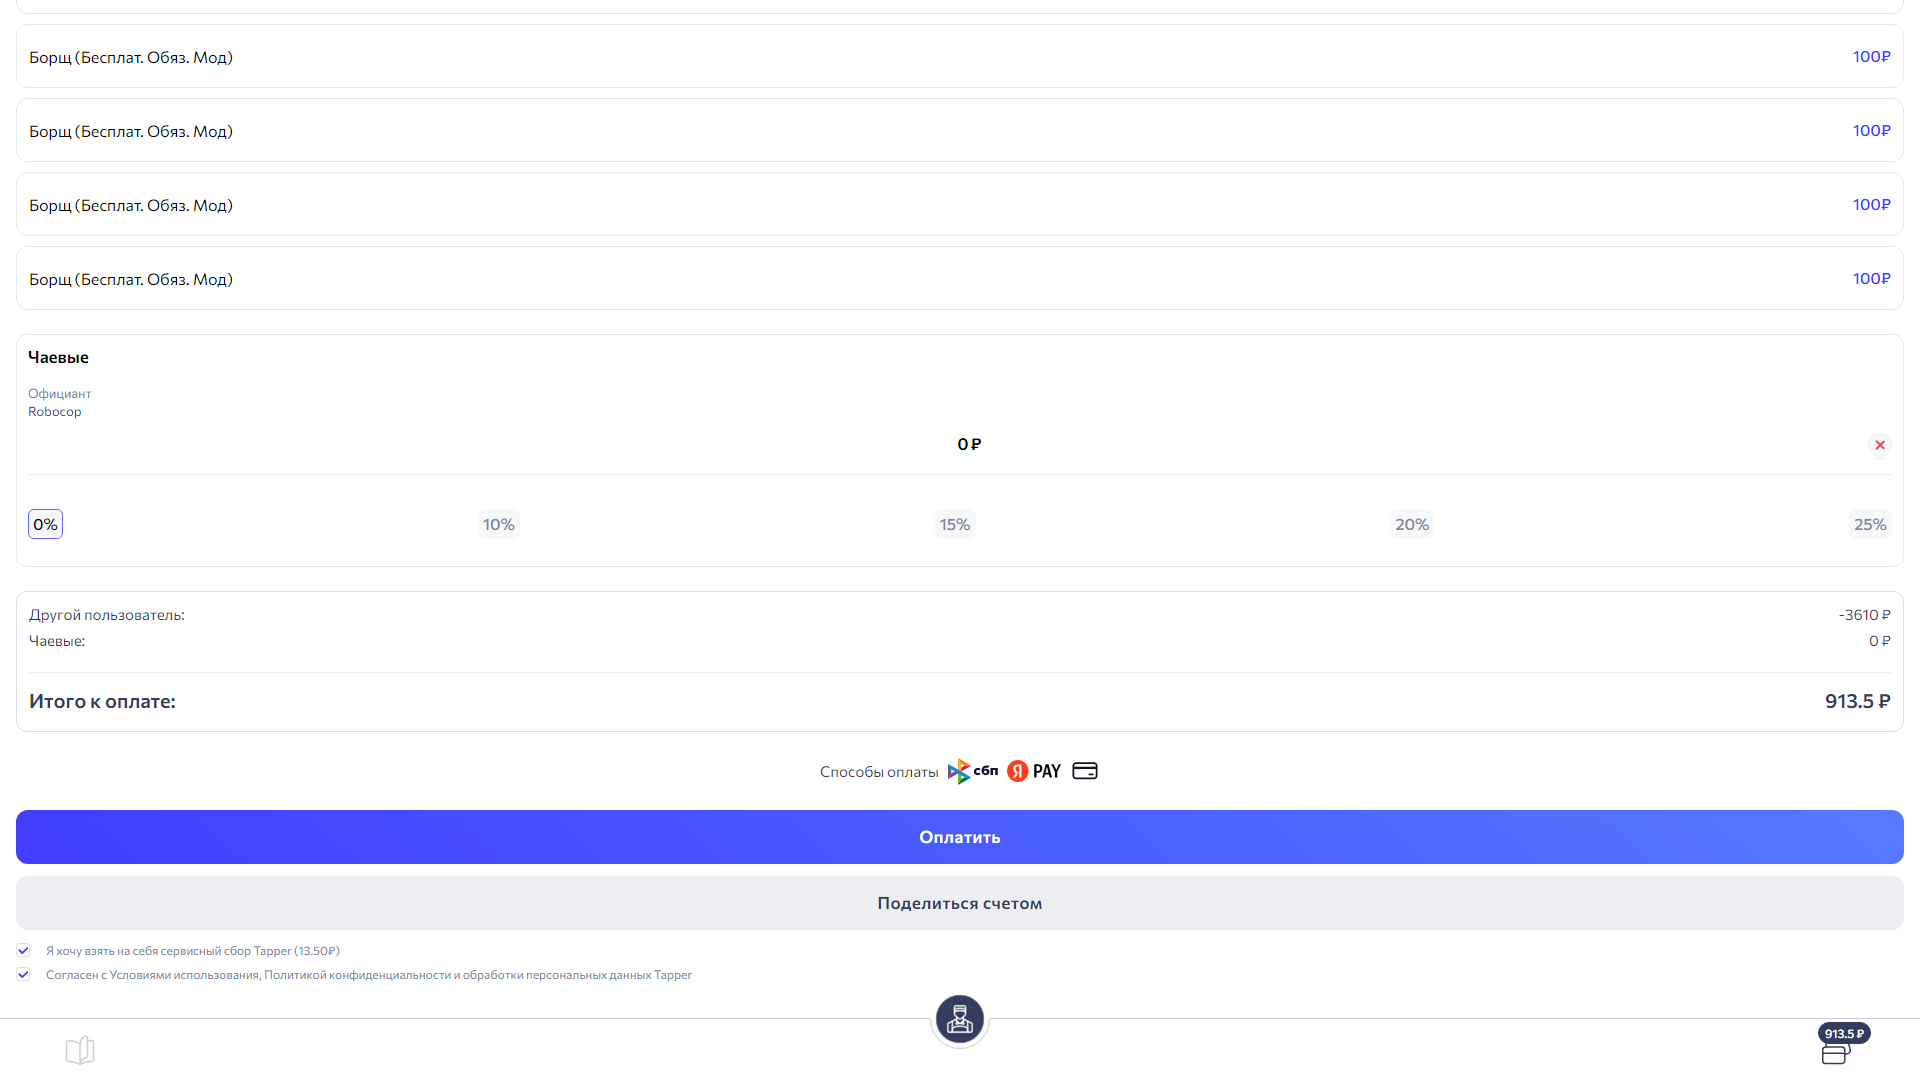 Борщ (Бесплат. Обяз. Мод) 100₽
Борщ (Бесплат. Обяз. Мод) 100₽
Борщ (Бесплат. Обяз. Мод) 100₽
Борщ (Бесплат. Обяз. Мод) 100₽
Чаевые
Официант
Robocop
0 ₽
0% 10% 15% 20% 25%
Другой пользователь: -3610 ₽
Чаевые: 0 ₽
Итого к оплате: 913.5 ₽
Способы оплаты сбп Я PAY
Оплатить
Поделиться счетом
Я хочу взять на себя сервисный сбор Tapper (13.50₽)
Согласен с Условиями использования, Политикой конфиденциальности и обработки персональных данных Tapper
913.5 ₽